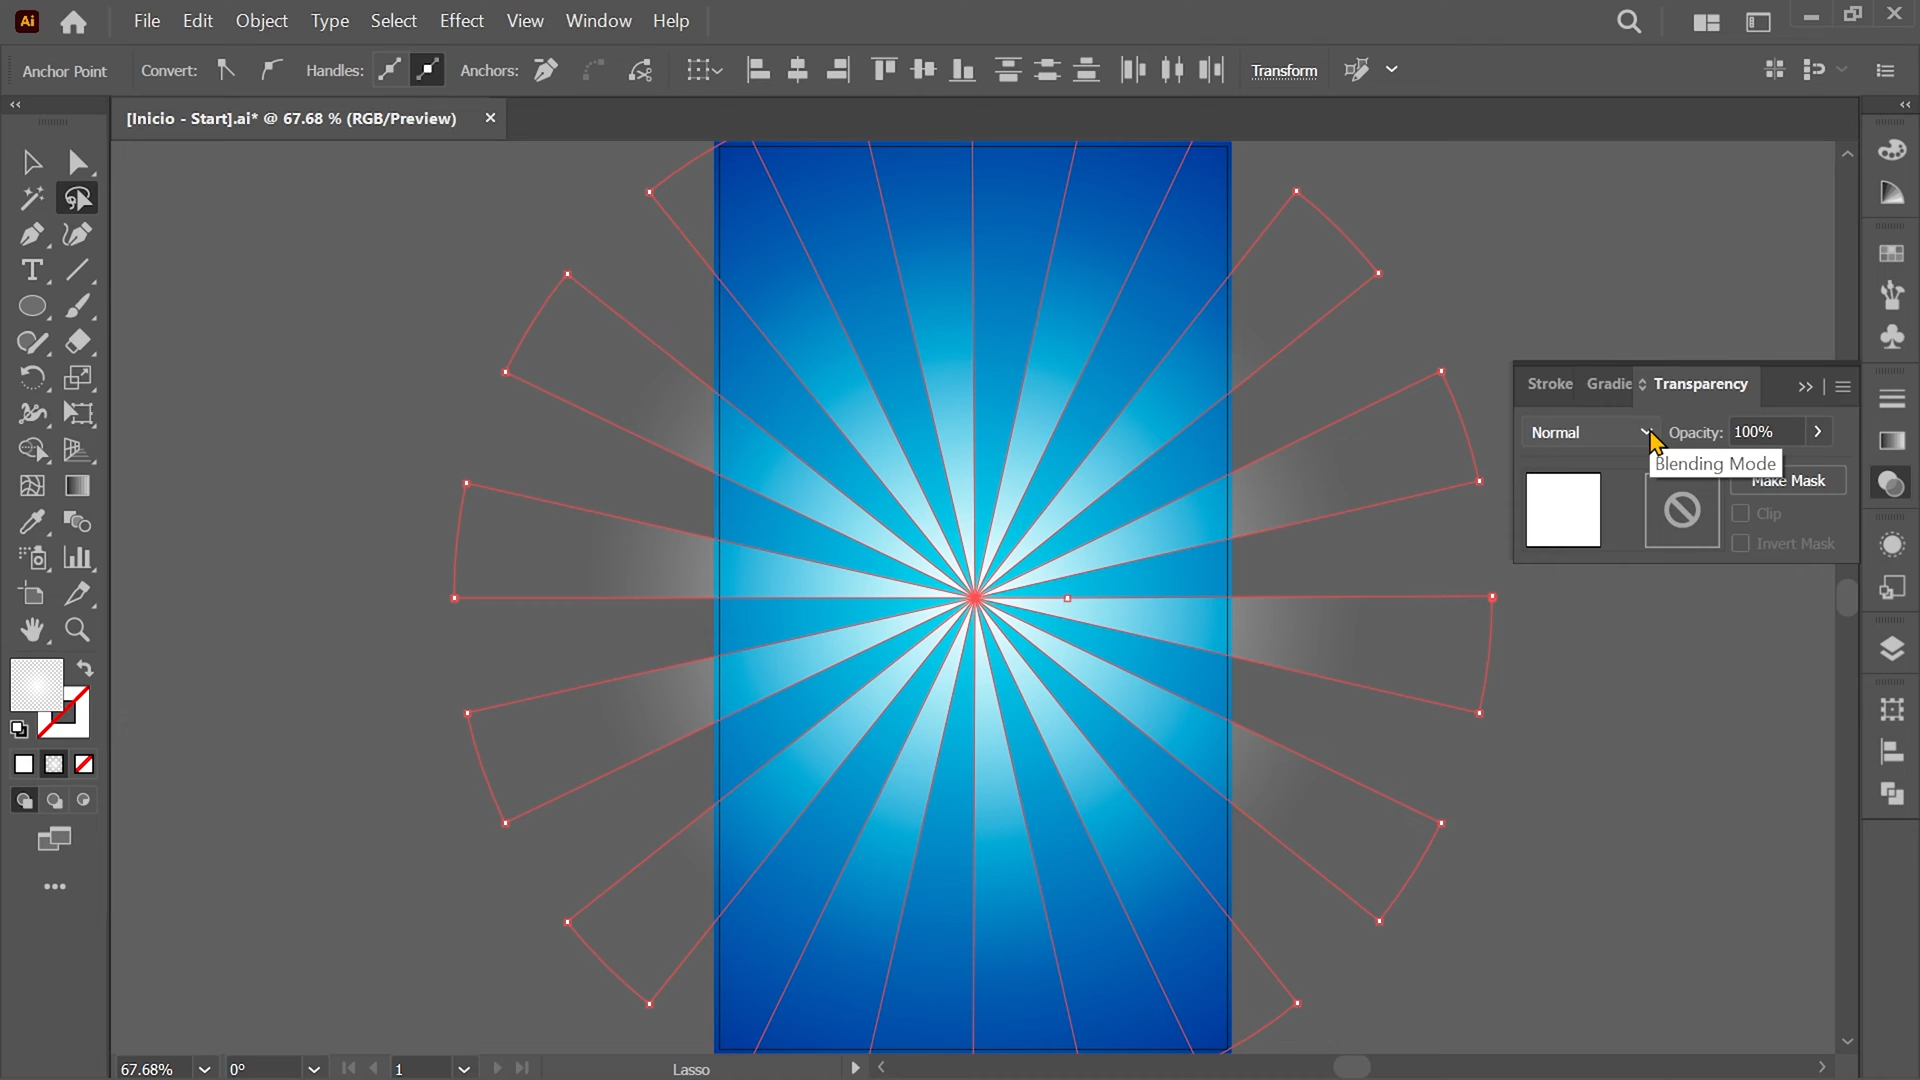 Ai File Edit Object Type Select Effect View Window Help
Anchor Point Convert: Handles: Anchors: Transform
[Inicio - Start].ai* @ 67.68 % (RGB/Preview)
Stroke Gradie Transparency
Normal Opacity: 100%
Blending Mode
Make Mask
Clip
Invert Mask
67.68% 0° 1 Lasso